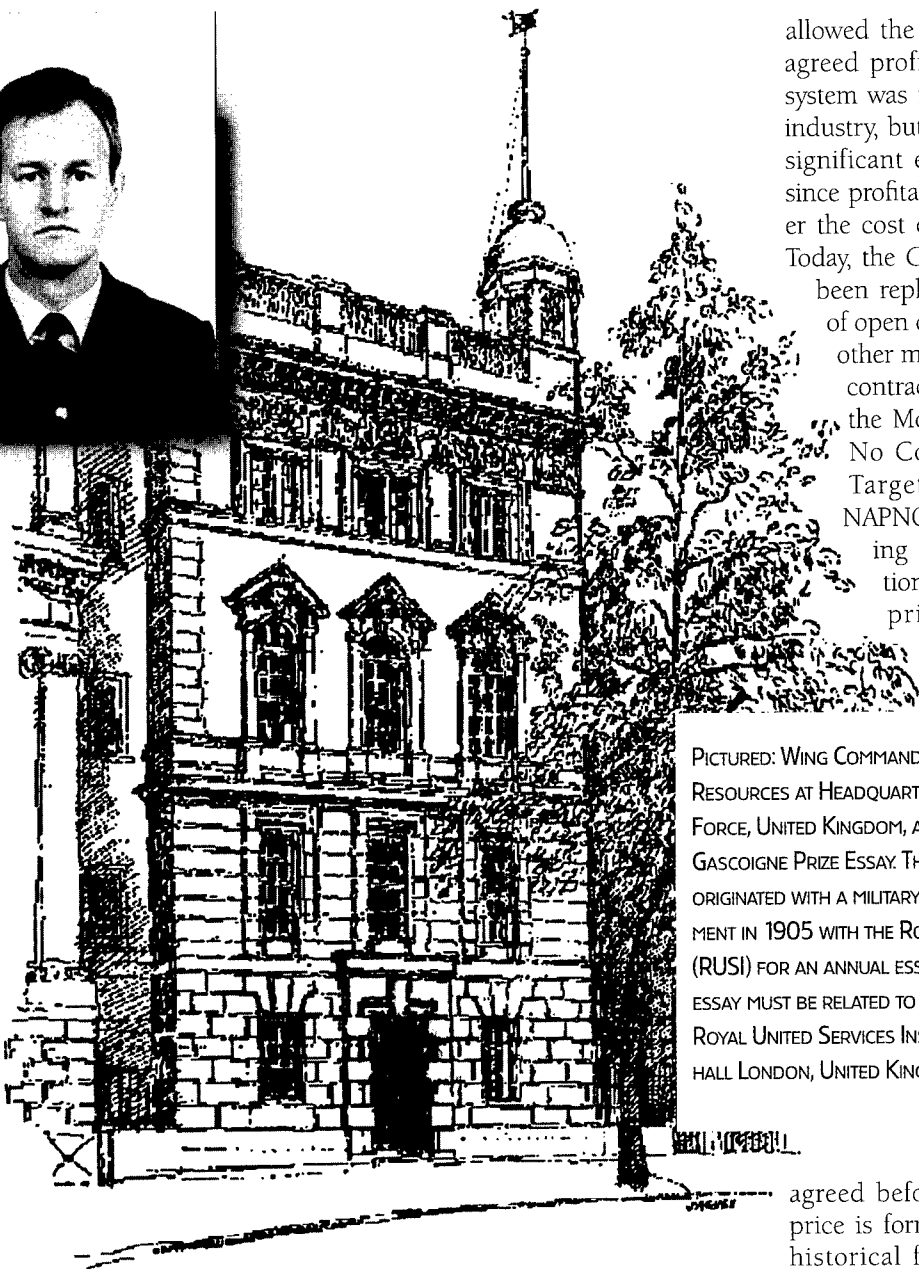 allowed the
agreed prof
system was
industry, but
significant e
since profita
er the cost
Today, the C
been repl
of open
other m
contrac
the Mo
No Co
Target
NAPNO
ing
tion
pri
PICTURED: WING COMMAND
RESOURCES AT HEADQUART
FORCE, UNITED KINGDOM, A
GASCOIGNE PRIZE ESSAY. TH
ORIGINATED WITH A MILITARY
MENT IN 1905 WITH THE RO
(RUSI) FOR AN ANNUAL ESS
ESSAY MUST BE RELATED TO
ROYAL UNITED SERVICES INS
HALL LONDON, UNITED KING
agreed befo
price is for
historical f